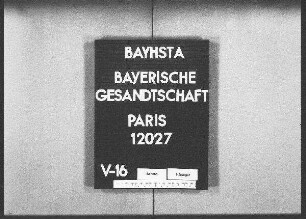 BAYHSTA
BAYERISCHE
GESANDTSCHAFT
PARIS
12027
V-16